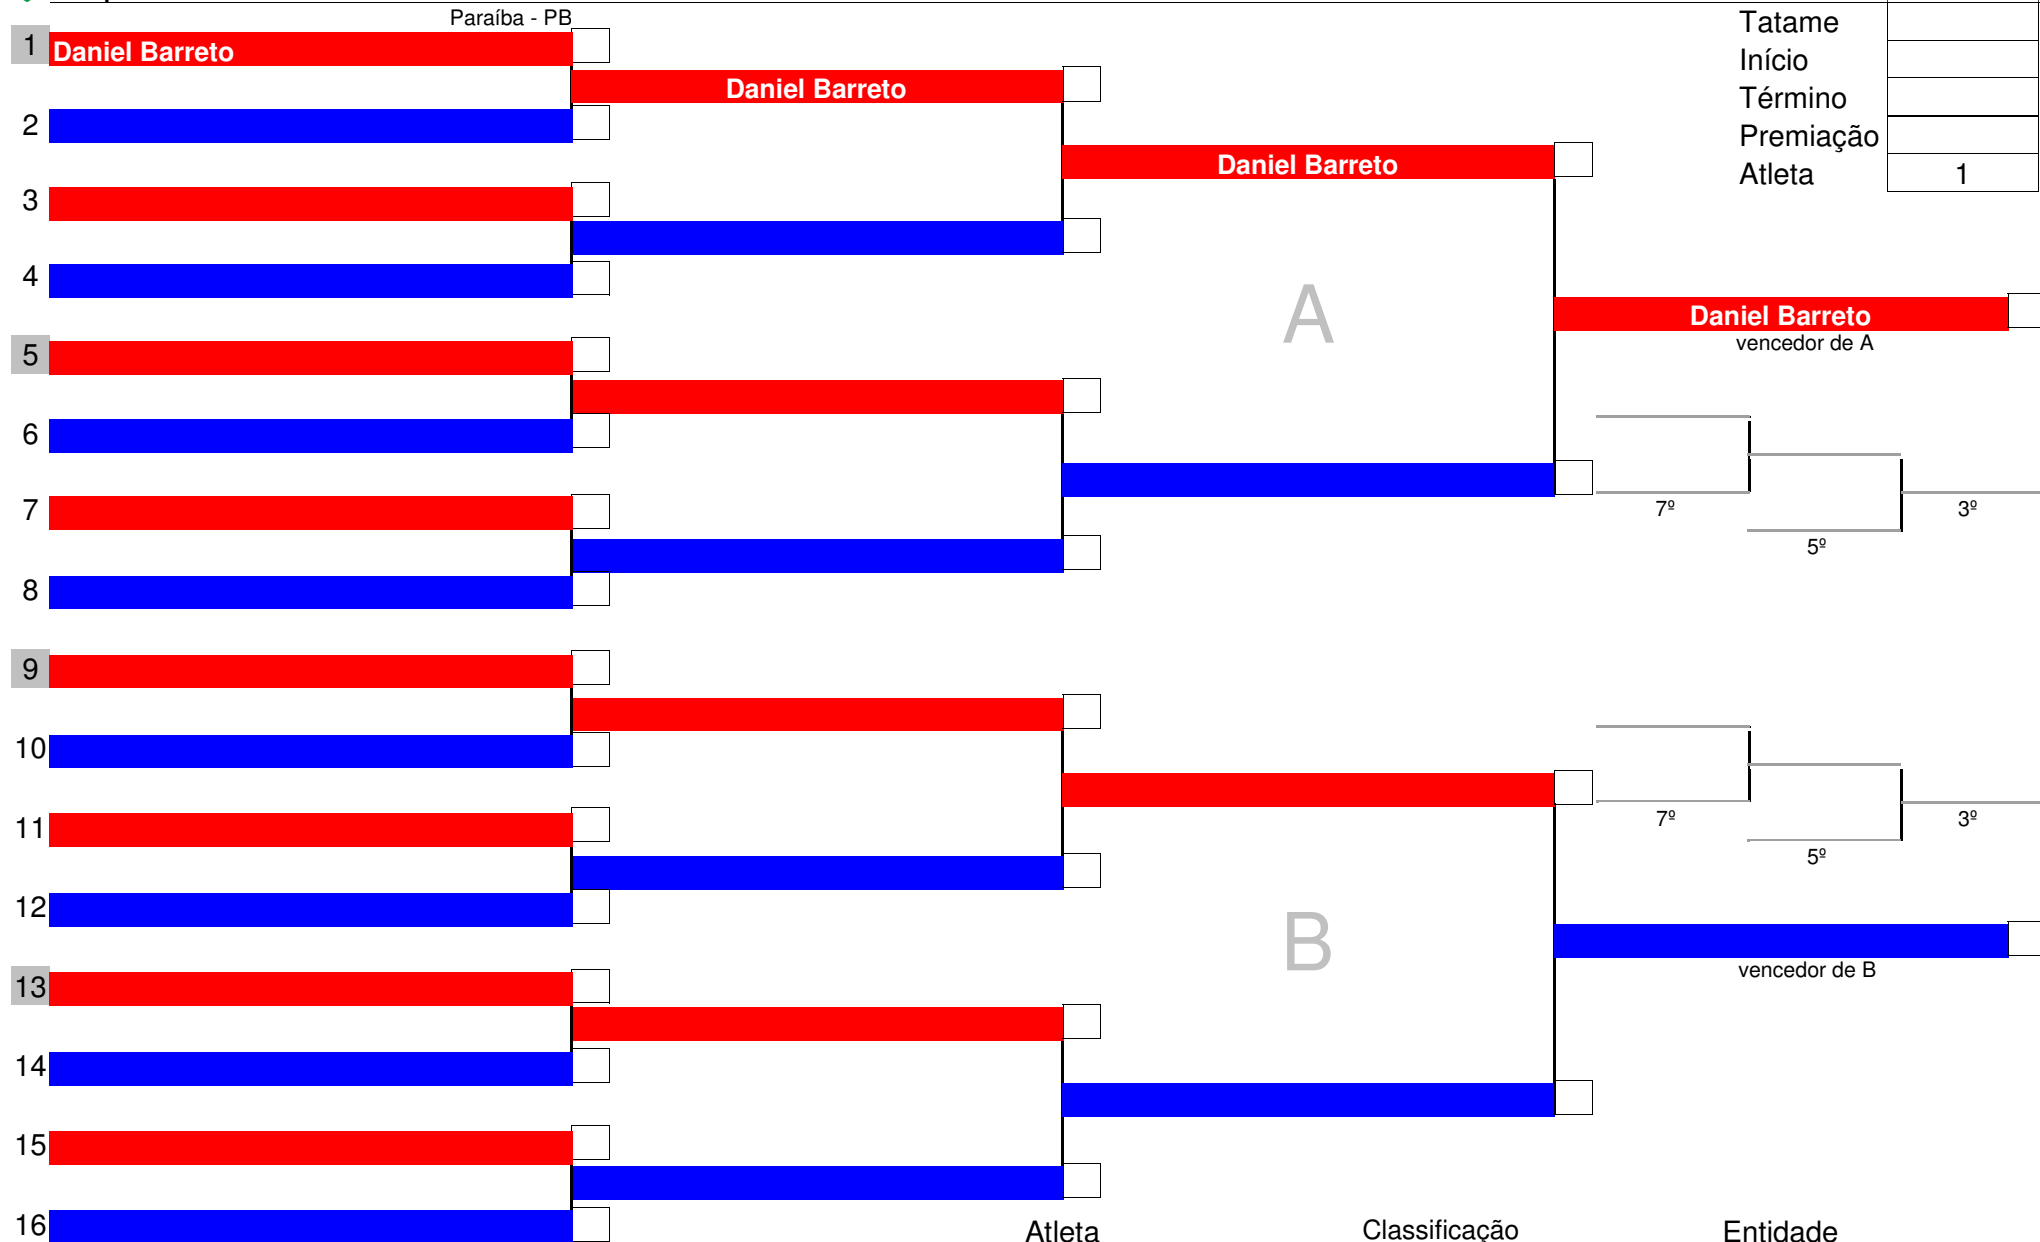 Paraíba - PB
Tatame
1 Daniel Barreto
Início
Daniel Barreto
Término
2
Premiação
Daniel Barreto
Atleta 1
3
4
A
Daniel Barreto
vencedor de A
5
6
7
7º 3º
5º
8
9
10
11
7º 3º
5º
12
B
vencedor de B
13
14
15
16
Atleta Classificação Entidade